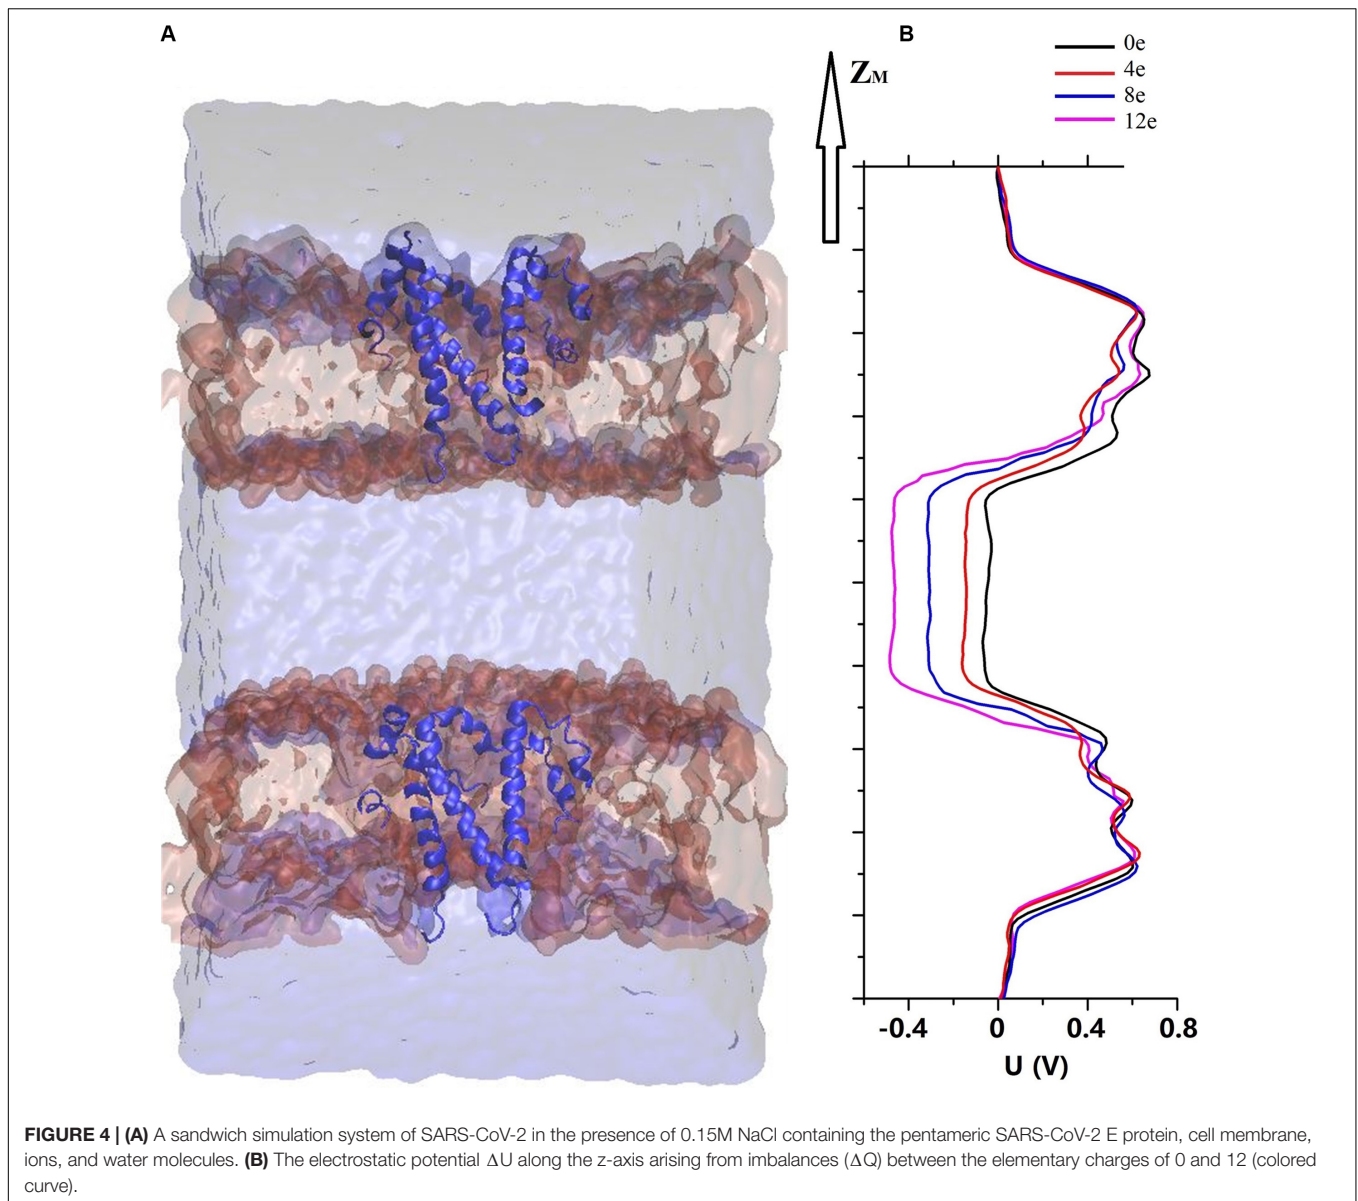 A
B
ZM
0e
4e
8e
12e
-0.4 0 0.4 0.8
U (V)
FIGURE 4 | (A) A sandwich simulation system of SARS-CoV-2 in the presence of 0.15M NaCl containing the pentameric SARS-CoV-2 E protein, cell membrane,
ions, and water molecules. (B) The electrostatic potential ΔU along the z-axis arising from imbalances (ΔQ) between the elementary charges of 0 and 12 (colored
curve).